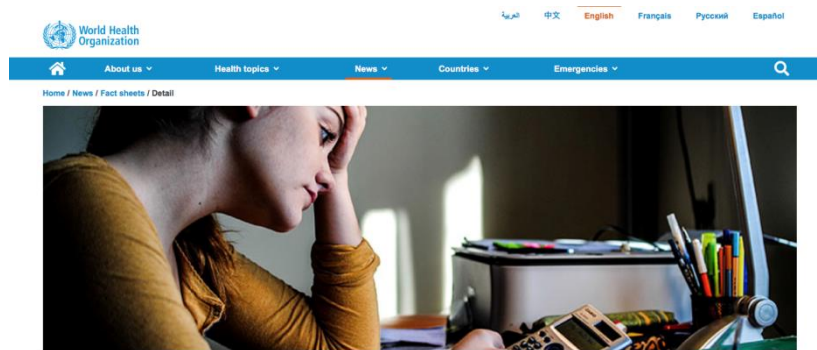 العربية 中文 English Français Русский Español
World Health
Organization
About us Health topics News Countries Emergencies
Home / News / Fact sheets / Detail